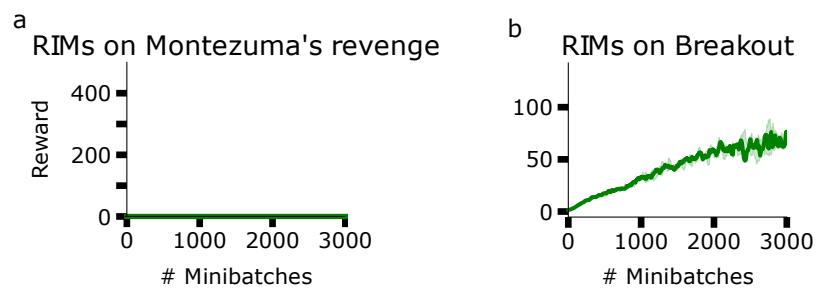 a
RIMs on Montezuma's revenge
Reward
400
200
0
0 1000 2000 3000
# Minibatches
b
RIMs on Breakout
100
50
0
0 1000 2000 3000
# Minibatches